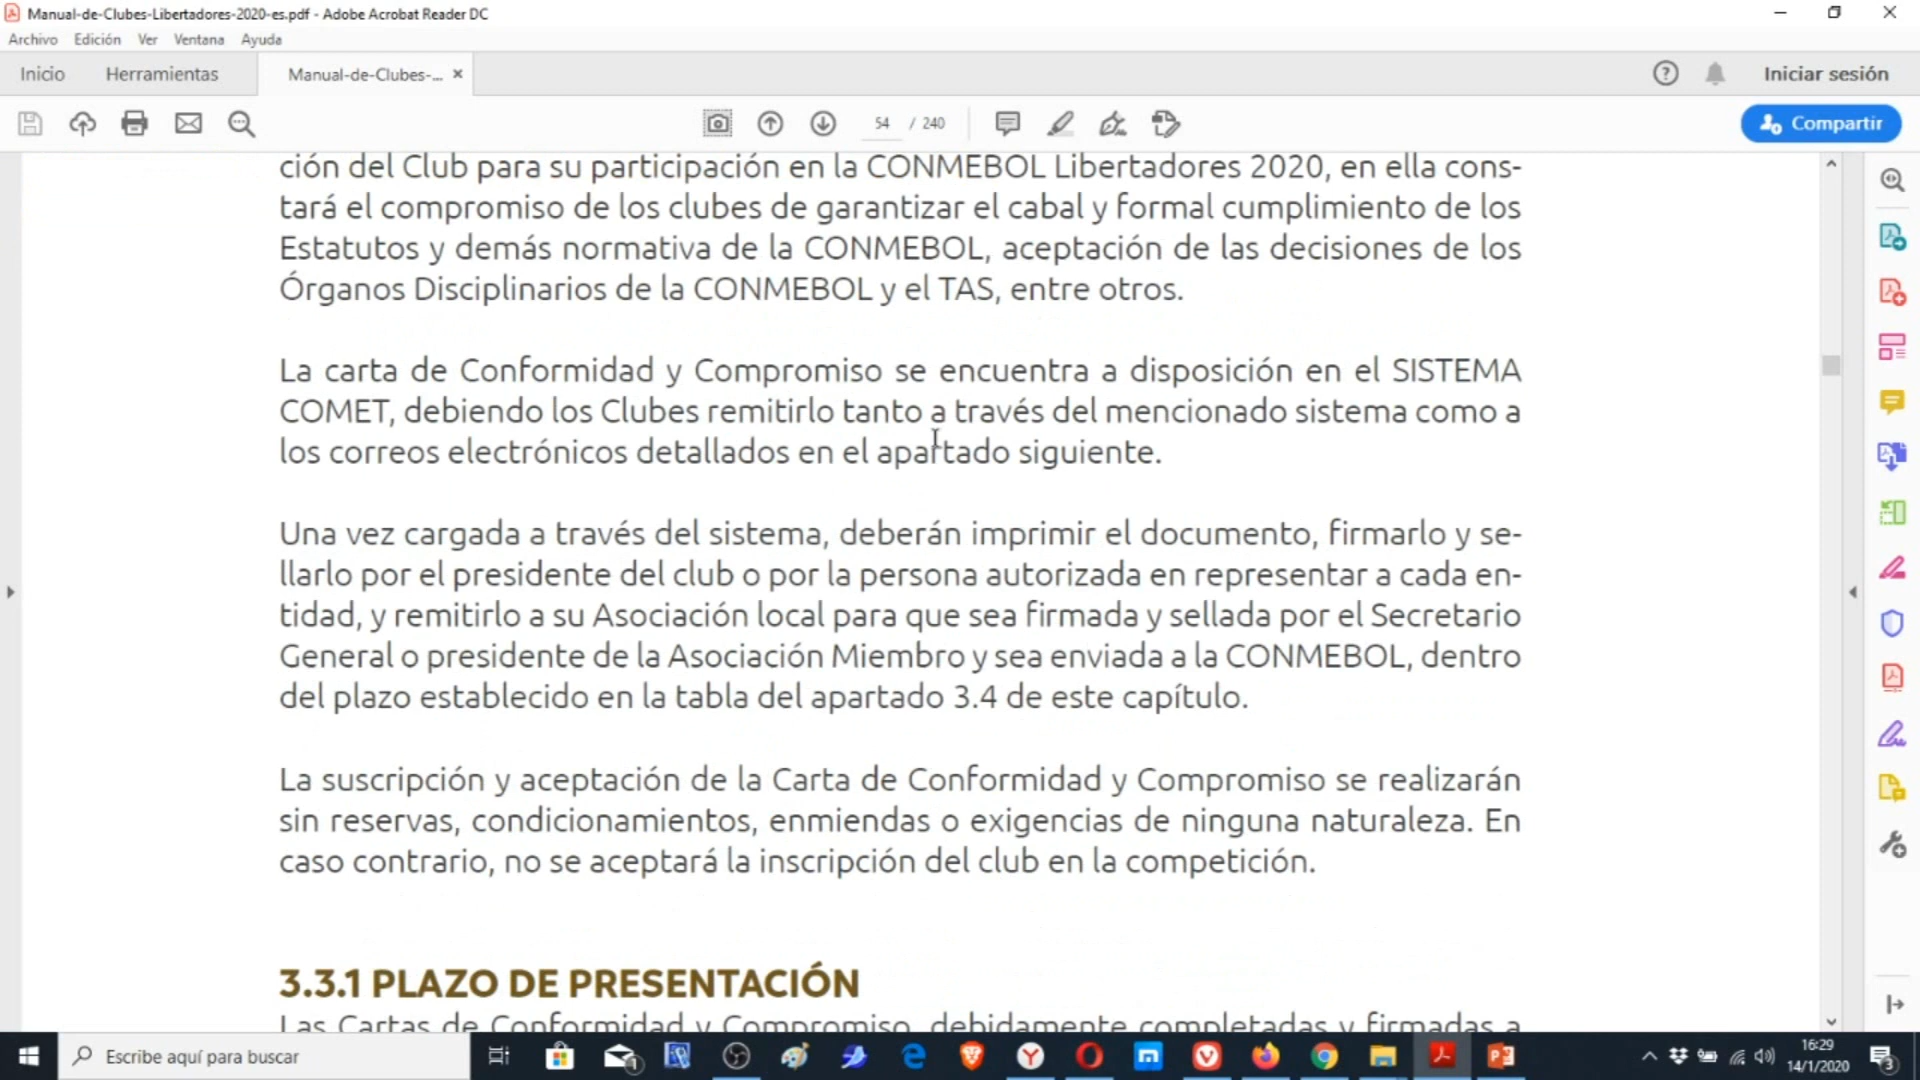 Manual-de-Clubes-Libertadores-2020-es.pdf - Adobe Acrobat Reader DC
Archivo Edición Ver Ventana Ayuda
Inicio Herramientas Manual-de-Clubes-... × Iniciar sesión
54 / 240 Compartir
ción del Club para su participación en la CONMEBOL Libertadores 2020, en ella cons-
tará el compromiso de los clubes de garantizar el cabal y formal cumplimiento de los
Estatutos y demás normativa de la CONMEBOL, aceptación de las decisiones de los
Órganos Disciplinarios de la CONMEBOL y el TAS, entre otros.
La carta de Conformidad y Compromiso se encuentra a disposición en el SISTEMA
COMET, debiendo los Clubes remitirlo tanto a través del mencionado sistema como a
los correos electrónicos detallados en el apartado siguiente.
Una vez cargada a través del sistema, deberán imprimir el documento, firmarlo y se-
llarlo por el presidente del club o por la persona autorizada en representar a cada en-
tidad, y remitirlo a su Asociación local para que sea firmada y sellada por el Secretario
General o presidente de la Asociación Miembro y sea enviada a la CONMEBOL, dentro
del plazo establecido en la tabla del apartado 3.4 de este capítulo.
La suscripción y aceptación de la Carta de Conformidad y Compromiso se realizarán
sin reservas, condicionamientos, enmiendas o exigencias de ninguna naturaleza. En
caso contrario, no se aceptará la inscripción del club en la competición.
3.3.1 PLAZO DE PRESENTACIÓN
Las Cartas de Conformidad y Compromiso, debidamente completadas y firmadas a
Escribe aquí para buscar
16:29
14/1/2020